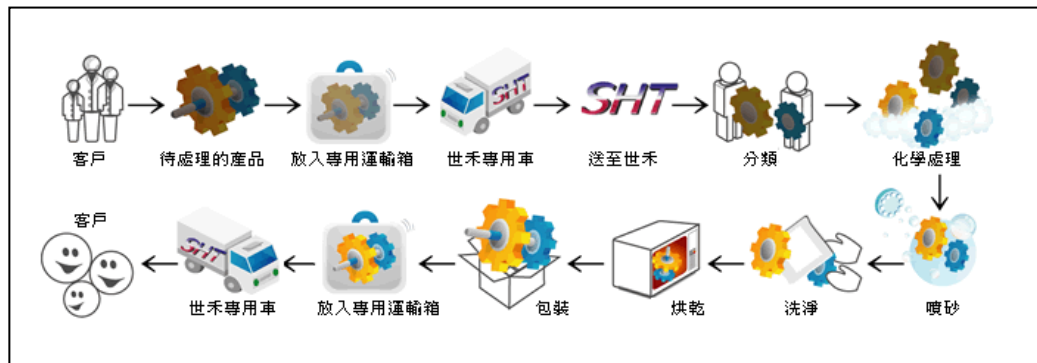 SHT
SHT
客戶
待處理的產品
放入專用運輸箱
世禾專用車
送至世禾
分類
化學處理
客戶
SHT
世禾專用車
放入專用運輸箱
包裝
烘乾
洗淨
噴砂